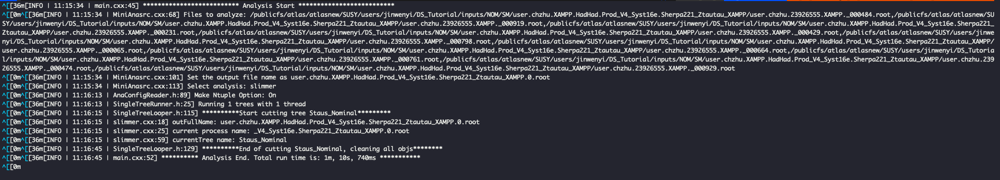 ^[[36m[INFO | 11:15:34 | main.cxx:45] ************************** Analysis Start **************************
^[[0m^[[36m[INFO | 11:15:34 | MiniAnasrc.cxx:68] Files to analyze: /publicfs/atlas/atlasnew/SUSY/users/jinwenyi/DS_Tutorial/inputs/NOM/SM/user.chzhu.XAMPP.HadHad.Prod_V4_Syst16e.Sherpa221_Ztautau_XAMPP/user.chzhu.23926555.XAMPP._000484.root,/publicfs/atlas/atlasnew/SU
SY/users/jinwenyi/DS_Tutorial/inputs/NOM/SM/user.chzhu.XAMPP.HadHad.Prod_V4_Syst16e.Sherpa221_Ztautau_XAMPP/user.chzhu.23926555.XAMPP._000919.root,/publicfs/atlas/atlasnew/SUSY/users/jinwenyi/DS_Tutorial/inputs/NOM/SM/user.chzhu.XAMPP.HadHad.Prod_V4_Syst16e.Sherpa221_
Ztautau_XAMPP/user.chzhu.23926555.XAMPP._000231.root,/publicfs/atlas/atlasnew/SUSY/users/jinwenyi/DS_Tutorial/inputs/NOM/SM/user.chzhu.XAMPP.HadHad.Prod_V4_Syst16e.Sherpa221_Ztautau_XAMPP/user.chzhu.23926555.XAMPP._000429.root,/publicfs/atlas/atlasnew/SUSY/users/jinwe
nyi/DS_Tutorial/inputs/NOM/SM/user.chzhu.XAMPP.HadHad.Prod_V4_Syst16e.Sherpa221_Ztautau_XAMPP/user.chzhu.23926555.XAMPP._000798.root,/publicfs/atlas/atlasnew/SUSY/users/jinwenyi/DS_Tutorial/inputs/NOM/SM/user.chzhu.XAMPP.HadHad.Prod_V4_Syst16e.Sherpa221_Ztautau_XAMPP/
user.chzhu.23926555.XAMPP._000065.root,/publicfs/atlas/atlasnew/SUSY/users/jinwenyi/DS_Tutorial/inputs/NOM/SM/user.chzhu.XAMPP.HadHad.Prod_V4_Syst16e.Sherpa221_Ztautau_XAMPP/user.chzhu.23926555.XAMPP._000664.root,/publicfs/atlas/atlasnew/SUSY/users/jinwenyi/DS_Tutoria
l/inputs/NOM/SM/user.chzhu.XAMPP.HadHad.Prod_V4_Syst16e.Sherpa221_Ztautau_XAMPP/user.chzhu.23926555.XAMPP._000761.root,/publicfs/atlas/atlasnew/SUSY/users/jinwenyi/DS_Tutorial/inputs/NOM/SM/user.chzhu.XAMPP.HadHad.Prod_V4_Syst16e.Sherpa221_Ztautau_XAMPP/user.chzhu.239
26555.XAMPP._000474.root,/publicfs/atlas/atlasnew/SUSY/users/jinwenyi/DS_Tutorial/inputs/NOM/SM/user.chzhu.XAMPP.HadHad.Prod_V4_Syst16e.Sherpa221_Ztautau_XAMPP/user.chzhu.23926555.XAMPP._000929.root
^[[0m^[[36m[INFO | 11:15:34 | MiniAnasrc.cxx:101] Set the output file name as user.chzhu.XAMPP.HadHad.Prod_V4_Syst16e.Sherpa221_Ztautau_XAMPP.0.root
^[[0m^[[36m[INFO | 11:15:34 | MiniAnasrc.cxx:113] Select analysis: slimmer
^[[0m^[[36m[INFO | 11:16:13 | AnaConfigReader.h:89] Make Ntuple Option: On
^[[0m^[[36m[INFO | 11:16:13 | SingleTreeRunner.h:25] Running 1 trees with 1 thread
^[[0m^[[36m[INFO | 11:16:15 | SingleTreeLooper.h:115] **********Start cutting tree Staus_Nominal*********
^[[0m^[[36m[INFO | 11:16:15 | slimmer.cxx:18] outFullName: user.chzhu.XAMPP.HadHad.Prod_V4_Syst16e.Sherpa221_Ztautau_XAMPP.0.root
^[[0m^[[36m[INFO | 11:16:15 | slimmer.cxx:25] current process name: _V4_Syst16e.Sherpa221_Ztautau_XAMPP.0.root
^[[0m^[[36m[INFO | 11:16:15 | slimmer.cxx:59] currentTree name: Staus_Nominal
^[[0m^[[36m[INFO | 11:16:45 | SingleTreeLooper.h:129] **********End of cutting Staus_Nominal, cleaning all objs********
^[[0m^[[36m[INFO | 11:16:45 | main.cxx:52] ********** Analysis End. Total run time is: 1m, 10s, 740ms ***********
^[[0m